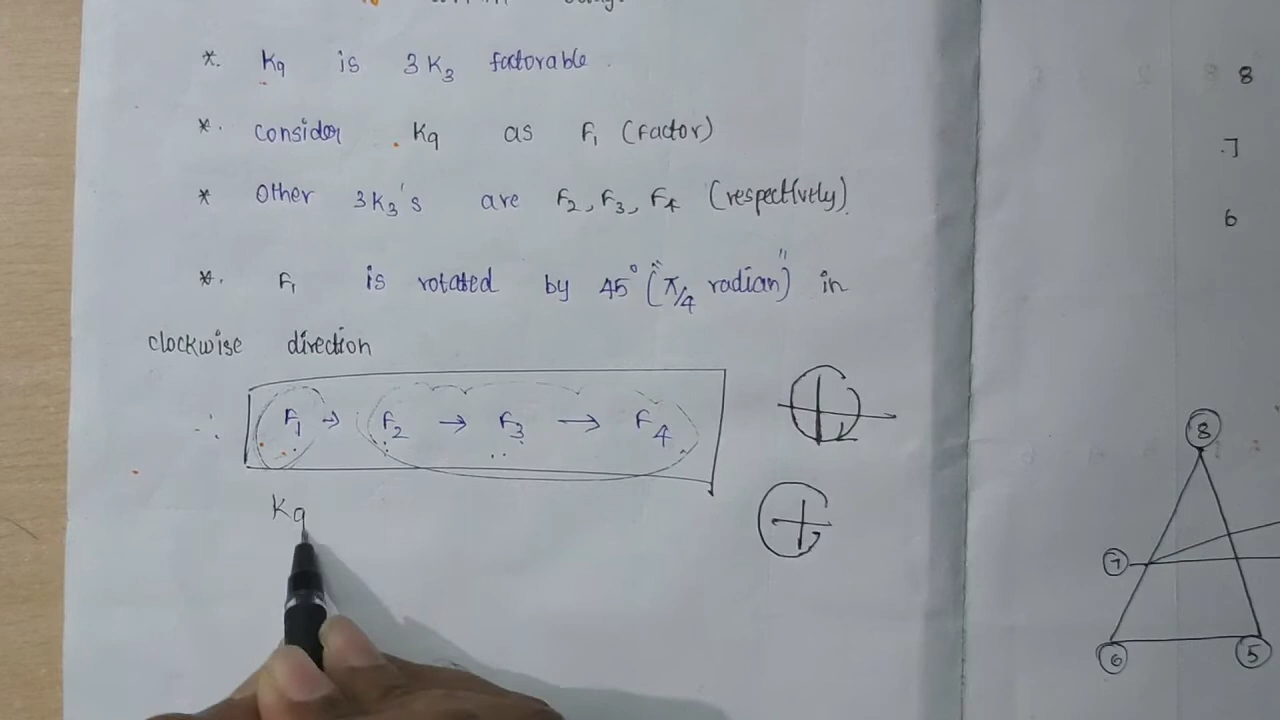 *. K9 is 3K3 factorable.
*. consider K9 as F1 (factor)
* Other 3K3's are F2, F3, F4 (respectively).
*. F1 is rotated by 45° ("π/4 radian") in
clockwise direction
∴ F1 → F2 → F3 → F4
K9
8
7
6
8
7
6
5